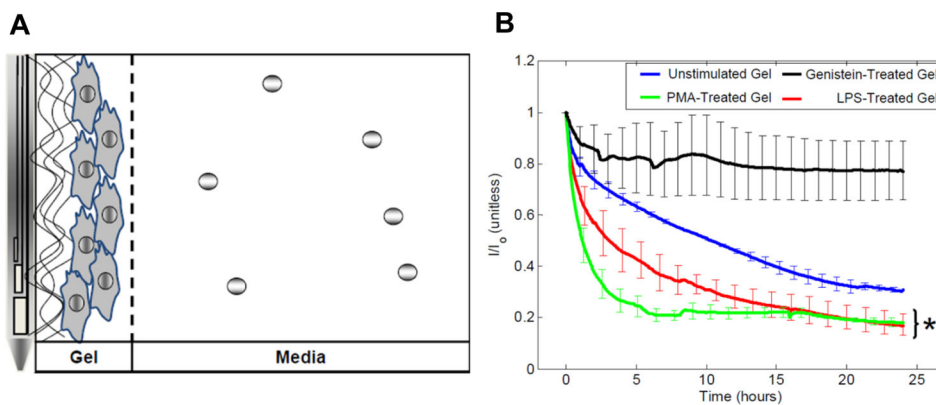 A
Gel
Media
B
Unstimulated Gel
Genistein-Treated Gel
PMA-Treated Gel
LPS-Treated Gel
1.2
1
0.8
0.6
0.4
0.2
0
I/Io (unitless)
*
0 5 10 15 20 25
Time (hours)